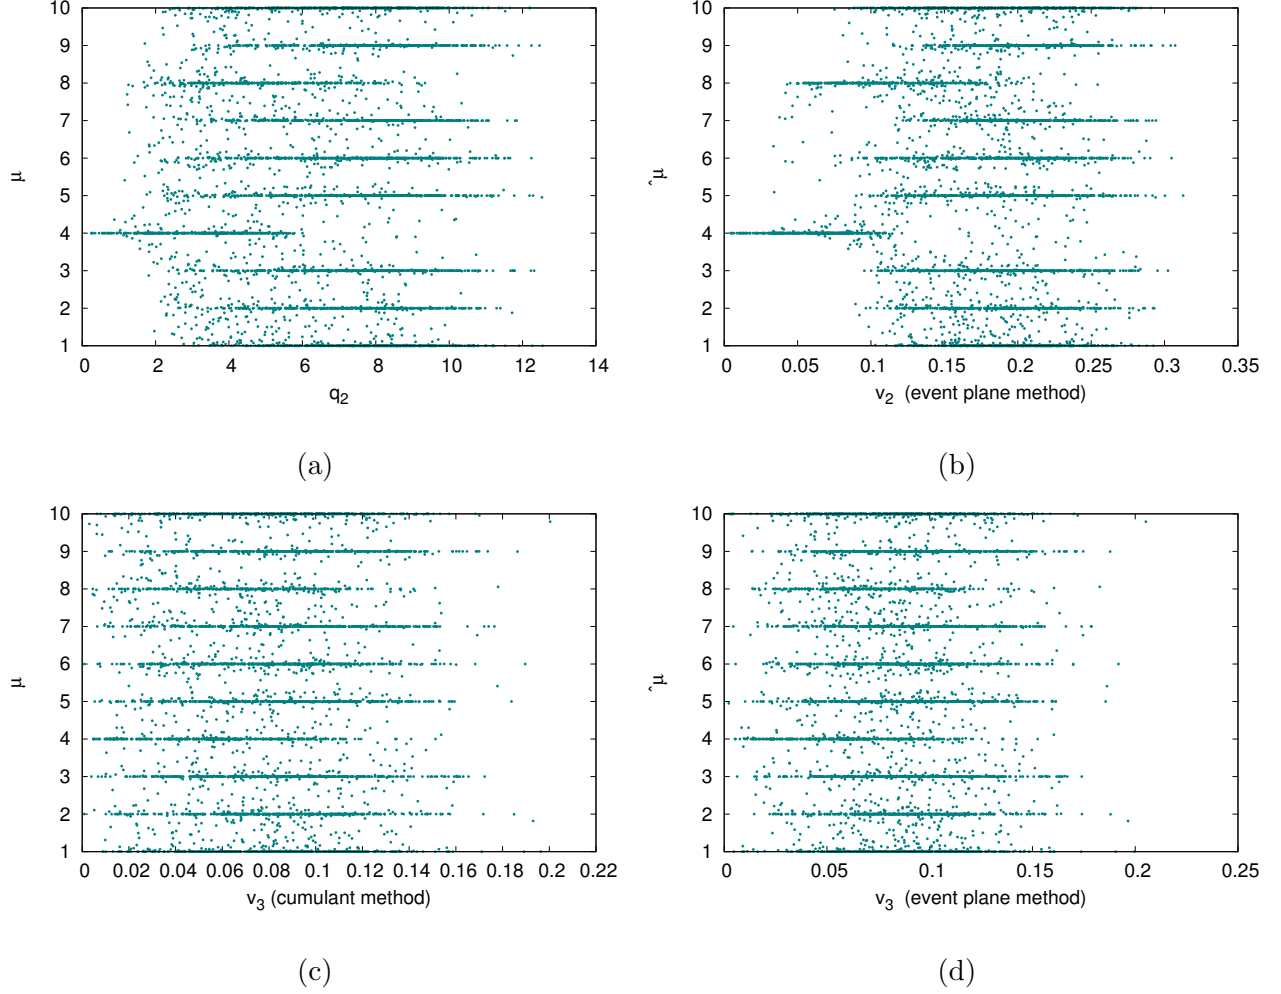 10 10
9 9
8 8
7 7
6 6
μ μ̂
5 5
4 4
3 3
2 2
1 1
0 2 4 6 8 10 12 14 0 0.05 0.1 0.15 0.2 0.25 0.3 0.35
q2 v2 (event plane method)
(a) (b)
10 10
9 9
8 8
7 7
6 6
μ μ̂
5 5
4 4
3 3
2 2
1 1
0 0.02 0.04 0.06 0.08 0.1 0.12 0.14 0.16 0.18 0.2 0.22 0 0.05 0.1 0.15 0.2 0.25
v3 (cumulant method) v3 (event plane method)
(c) (d)